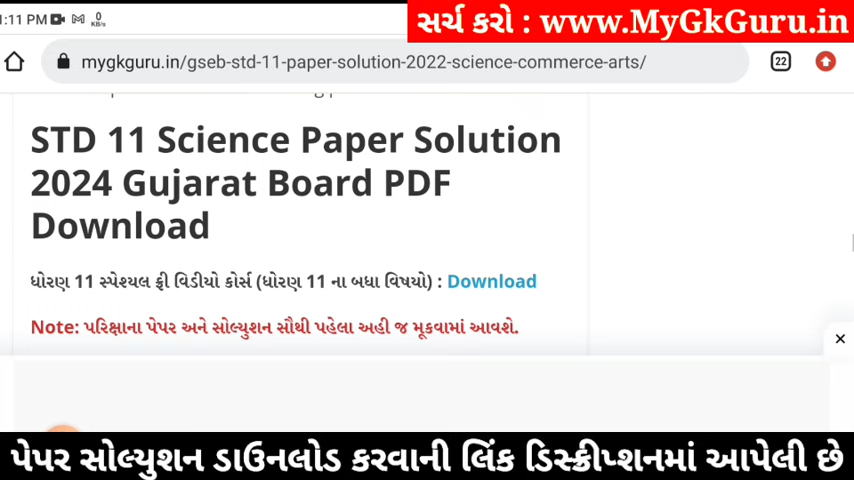 1:11 PM
0
KB/s
સર્ચ કરો : www.MyGkGuru.in
mygkguru.in/gseb-std-11-paper-solution-2022-science-commerce-arts/
22
STD 11 Science Paper Solution
2024 Gujarat Board PDF
Download
ધોરણ 11 સ્પેશ્યલ ફ્રી વિડીયો કોર્સ (ધોરણ 11 ના બધા વિષયો) : Download
Note: પરિક્ષાના પેપર અને સોલ્યુશન સૌથી પહેલા અહી જ મૂકવામાં આવશે.
પેપર સોલ્યુશન ડાઉનલોડ કરવાની લિંક ડિસ્ક્રીપ્શનમાં આપેલી છે